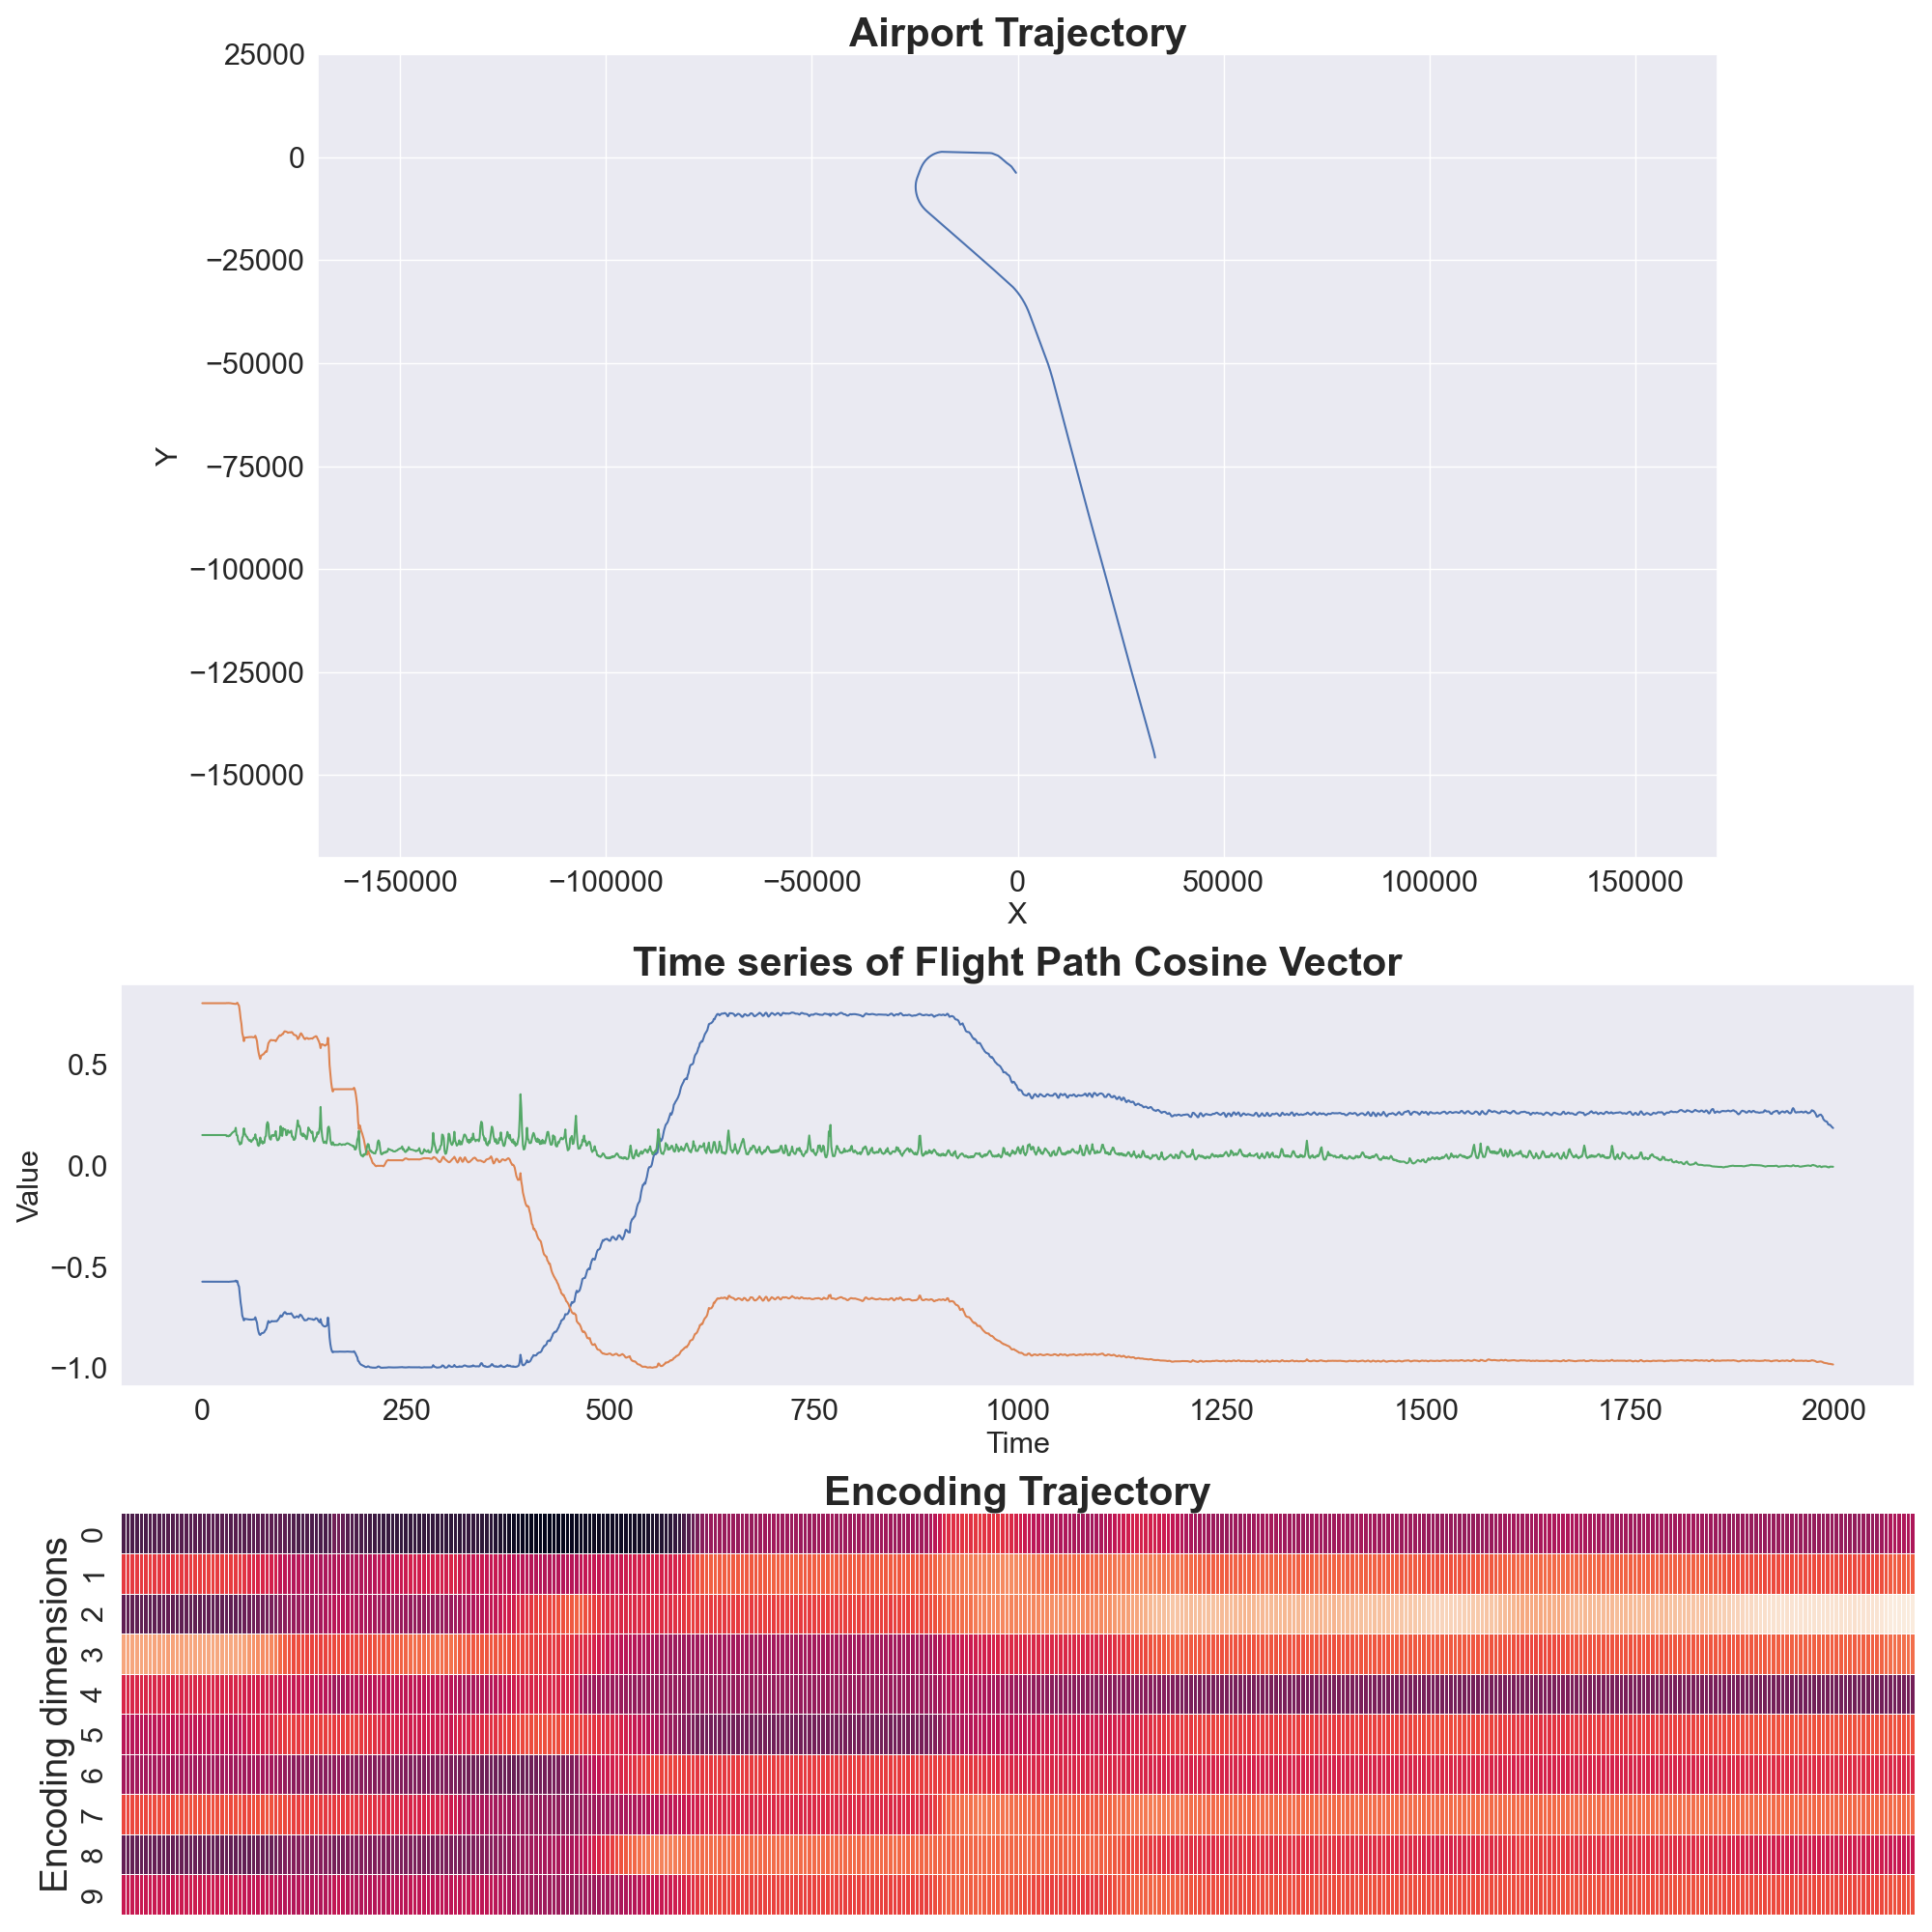 Airport Trajectory
25000
0
−25000
−50000
−75000
−100000
−125000
−150000
Y
−150000 −100000 −50000 0 50000 100000 150000
X
Time series of Flight Path Cosine Vector
0.5
0.0
−0.5
−1.0
Value
0 250 500 750 1000 1250 1500 1750 2000
Time
Encoding Trajectory
Encoding dimensions
0
1
2
3
4
5
6
7
8
9